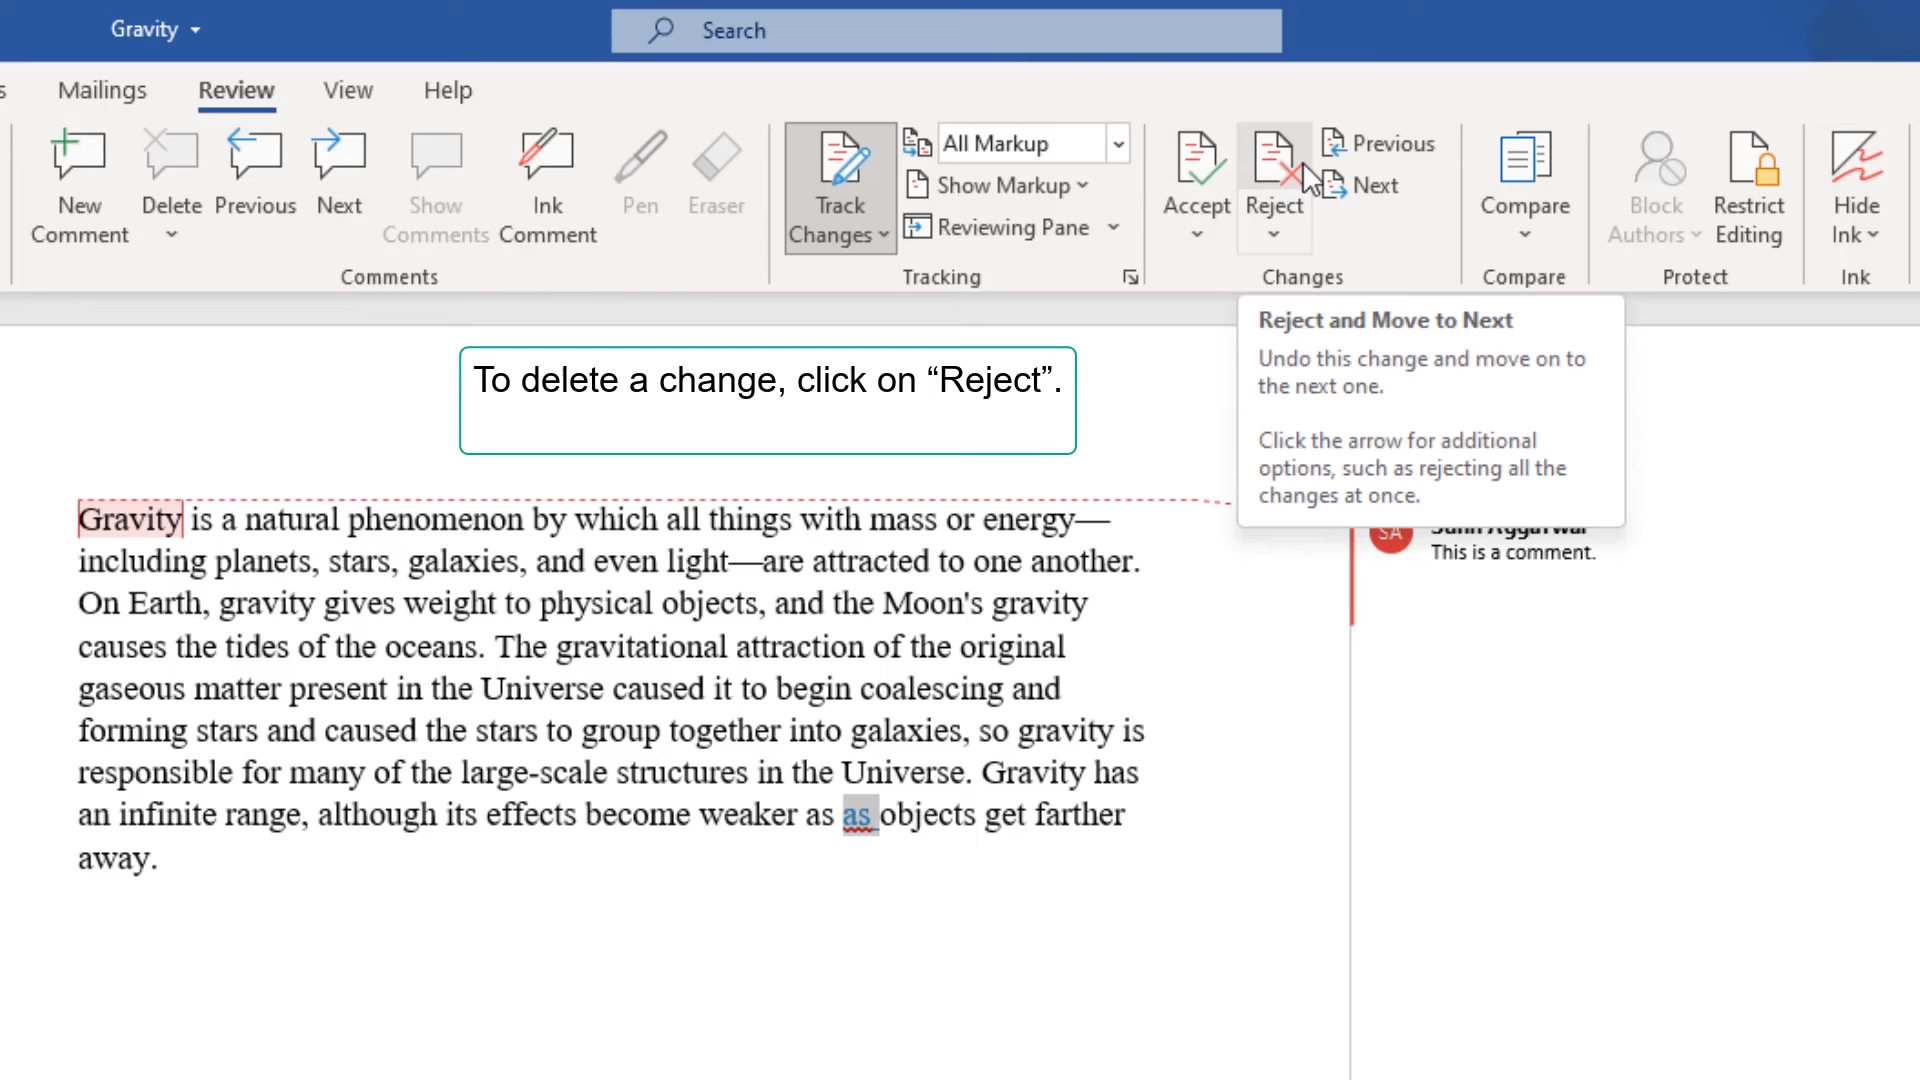 Gravity
Search
Mailings
Review
View
Help
New
Comment
Delete
Previous
Next
Show
Comments
Ink
Comment
Pen
Eraser
Comments
Track
Changes
All Markup
Show Markup
Reviewing Pane
Tracking
Accept
Reject
Previous
Next
Changes
Compare
Compare
Block
Authors
Restrict
Editing
Protect
Hide
Ink
Ink
Reject and Move to Next
Undo this change and move on to
the next one.
Click the arrow for additional
options, such as rejecting all the
changes at once.
To delete a change, click on “Reject”.
Gravity is a natural phenomenon by which all things with mass or energy—
including planets, stars, galaxies, and even light—are attracted to one another.
On Earth, gravity gives weight to physical objects, and the Moon's gravity
causes the tides of the oceans. The gravitational attraction of the original
gaseous matter present in the Universe caused it to begin coalescing and
forming stars and caused the stars to group together into galaxies, so gravity is
responsible for many of the large-scale structures in the Universe. Gravity has
an infinite range, although its effects become weaker as as objects get farther
away.
SA
Aggarwal
This is a comment.